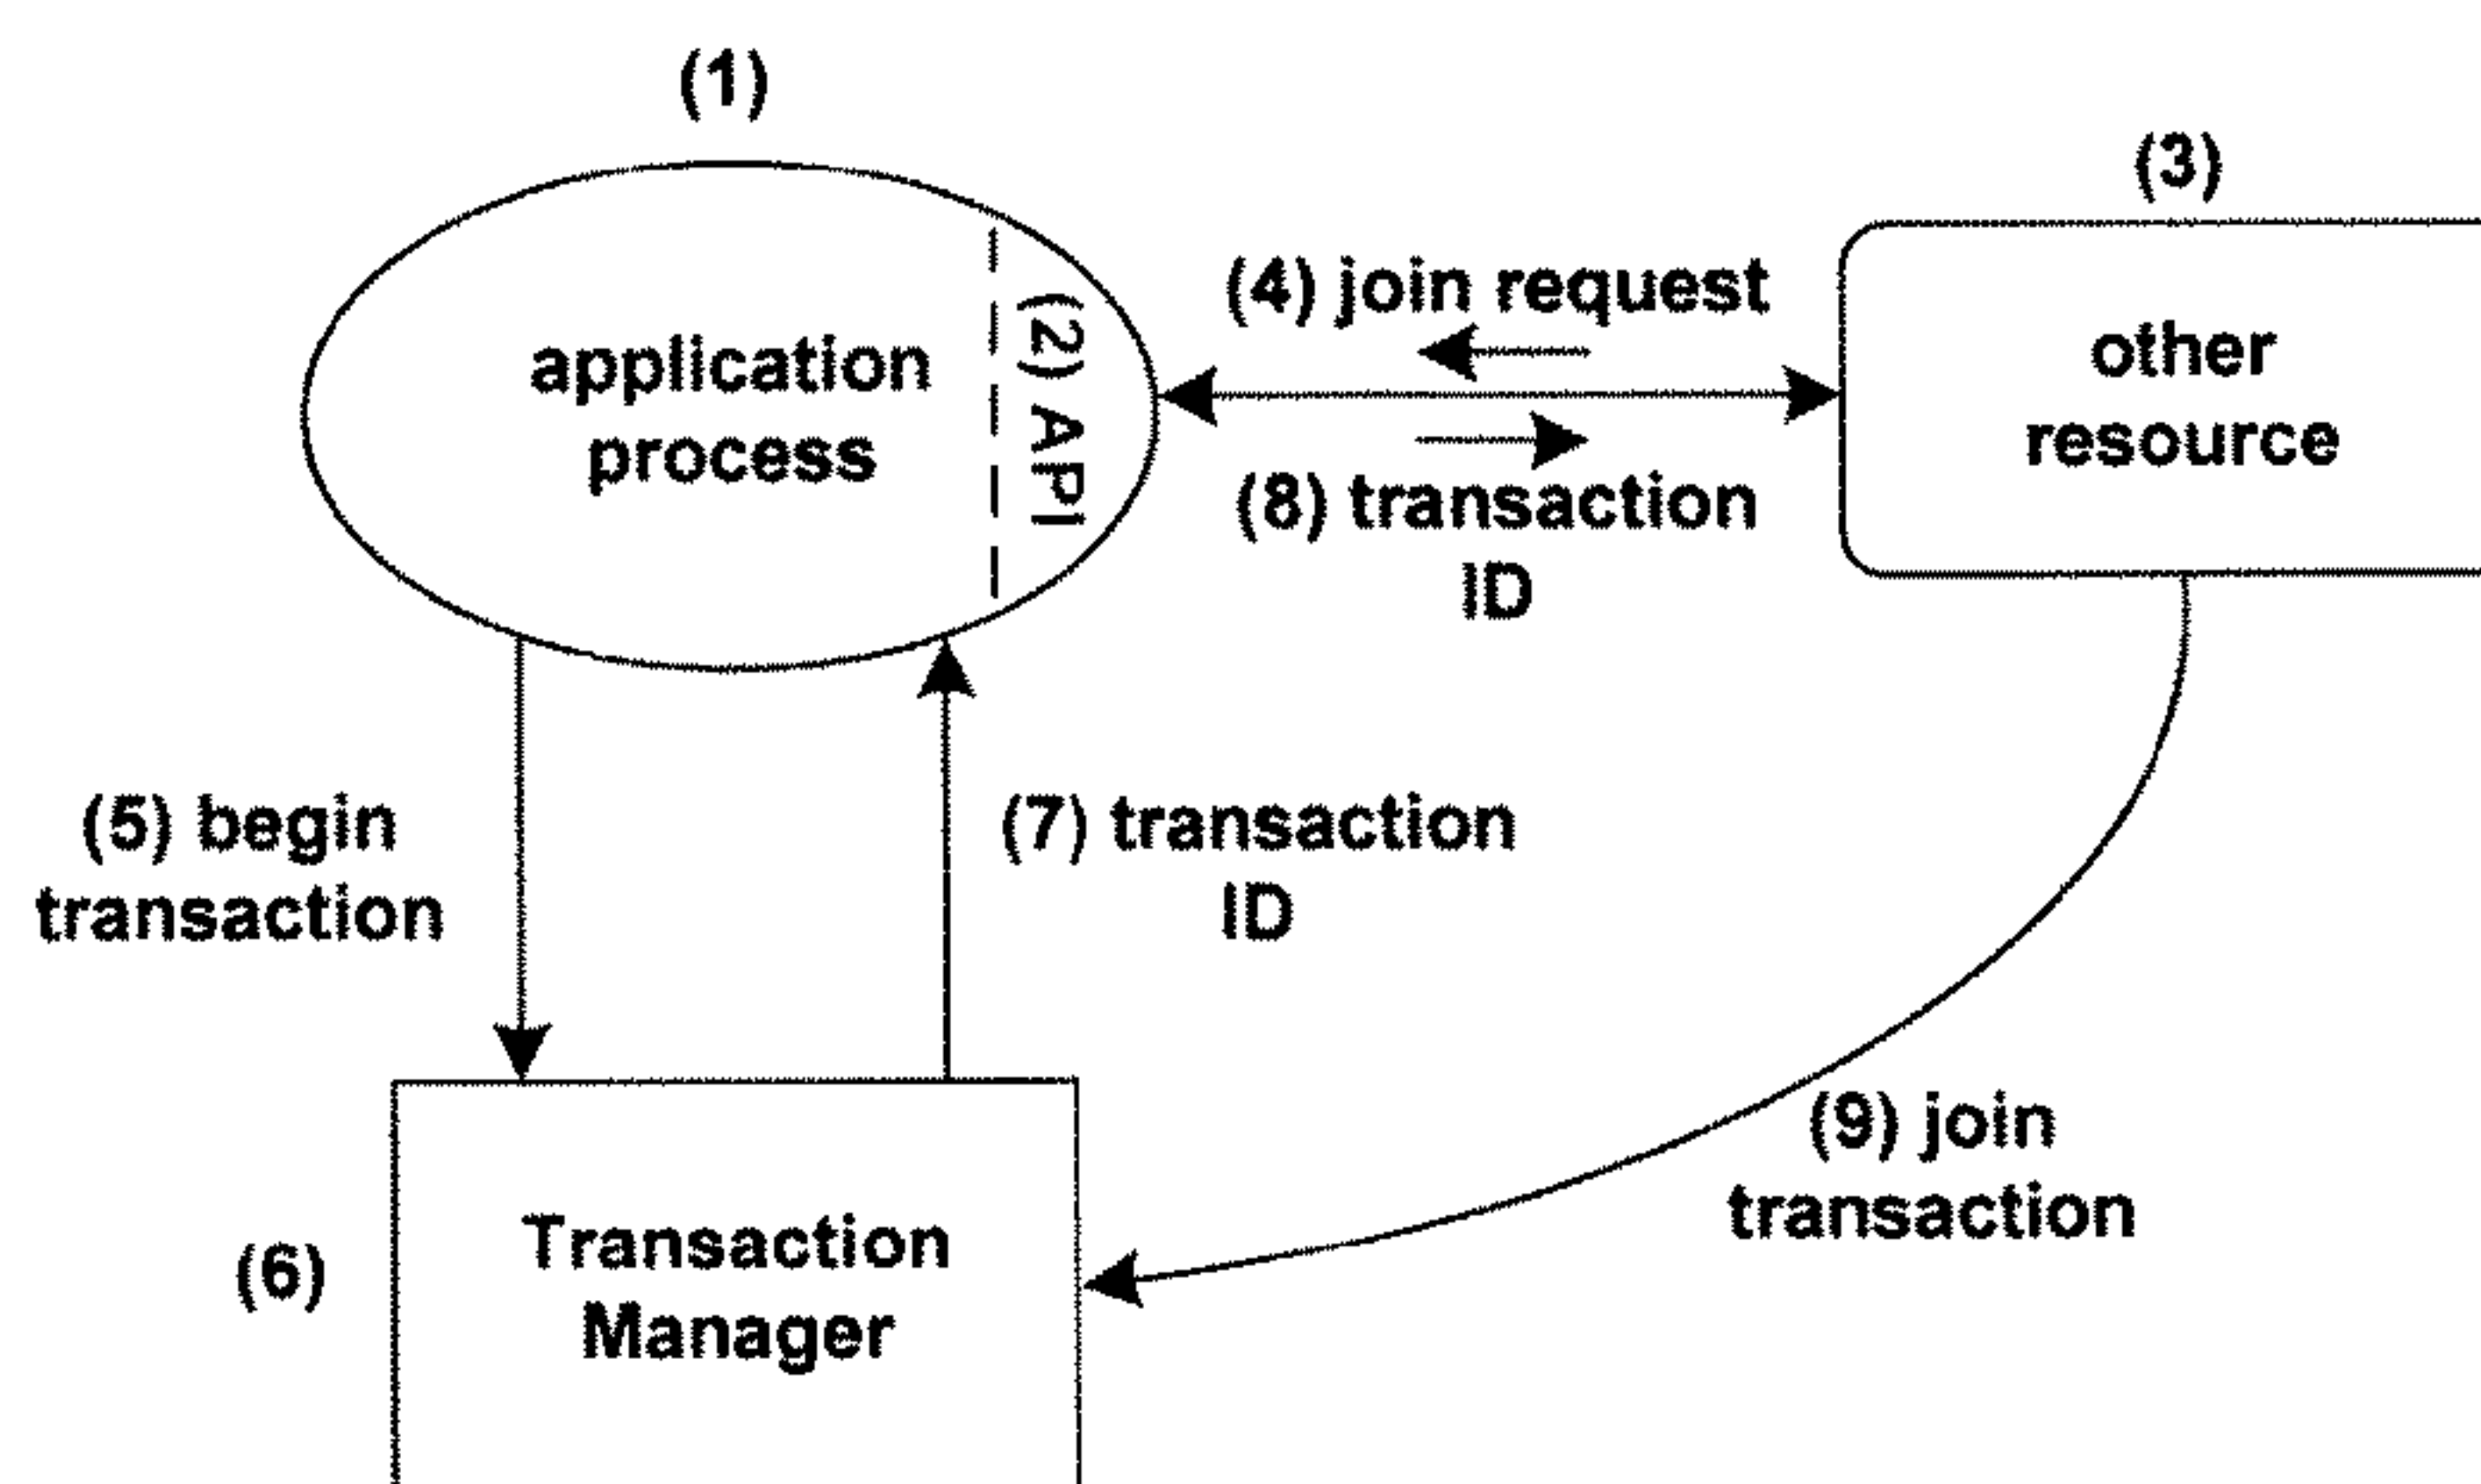 (1)
(3)
application
process
(2) API
(4) join request
other
resource
(8) transaction
ID
(5) begin
transaction
(7) transaction
ID
(9) join
transaction
(6)
Transaction
Manager